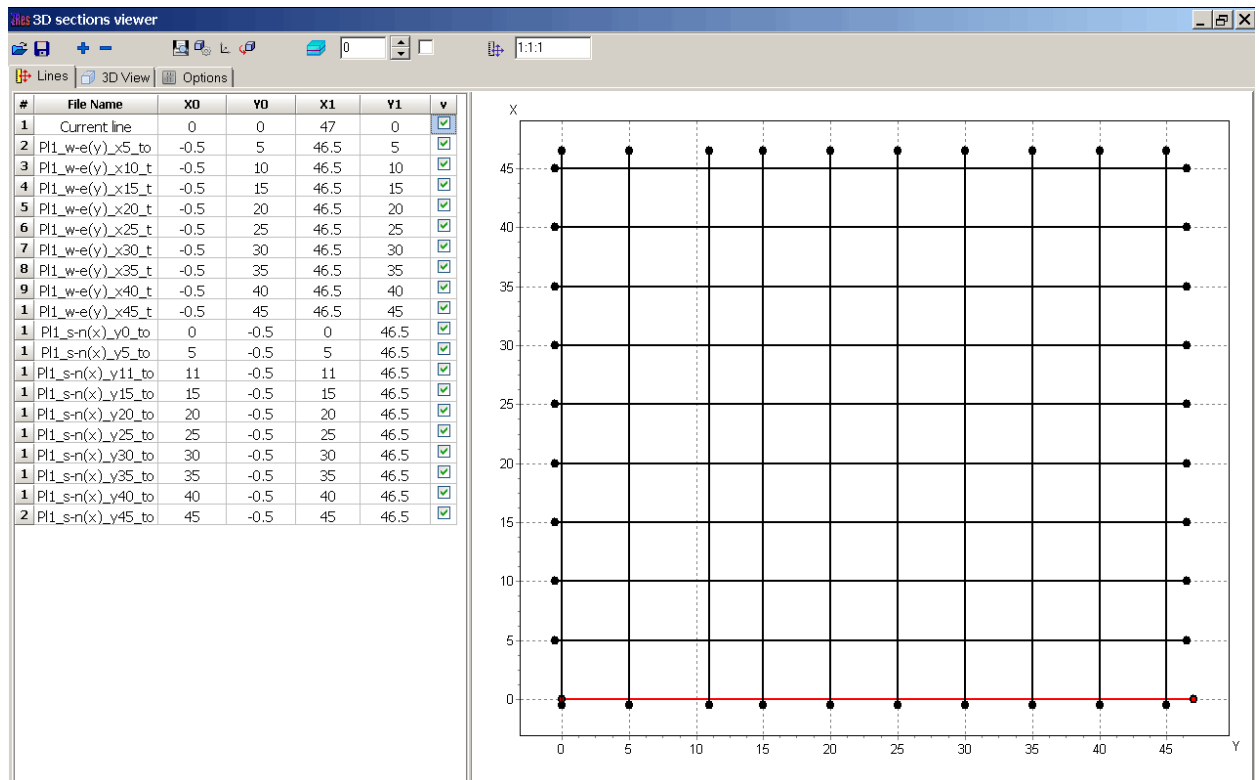 Res 3D sections viewer
0
1:1:1
Lines 3D View Options
# File Name X0 Y0 X1 Y1 v
1 Current line 0 0 47 0
2 Pl1_w-e(y)_x5_to -0.5 5 46.5 5
3 Pl1_w-e(y)_x10_t -0.5 10 46.5 10
4 Pl1_w-e(y)_x15_t -0.5 15 46.5 15
5 Pl1_w-e(y)_x20_t -0.5 20 46.5 20
6 Pl1_w-e(y)_x25_t -0.5 25 46.5 25
7 Pl1_w-e(y)_x30_t -0.5 30 46.5 30
8 Pl1_w-e(y)_x35_t -0.5 35 46.5 35
9 Pl1_w-e(y)_x40_t -0.5 40 46.5 40
1 Pl1_w-e(y)_x45_t -0.5 45 46.5 45
1 Pl1_s-n(x)_y0_to 0 -0.5 0 46.5
1 Pl1_s-n(x)_y5_to 5 -0.5 5 46.5
1 Pl1_s-n(x)_y11_to 11 -0.5 11 46.5
1 Pl1_s-n(x)_y15_to 15 -0.5 15 46.5
1 Pl1_s-n(x)_y20_to 20 -0.5 20 46.5
1 Pl1_s-n(x)_y25_to 25 -0.5 25 46.5
1 Pl1_s-n(x)_y30_to 30 -0.5 30 46.5
1 Pl1_s-n(x)_y35_to 35 -0.5 35 46.5
1 Pl1_s-n(x)_y40_to 40 -0.5 40 46.5
2 Pl1_s-n(x)_y45_to 45 -0.5 45 46.5
X
45
40
35
30
25
20
15
10
5
0
0 5 10 15 20 25 30 35 40 45 Y